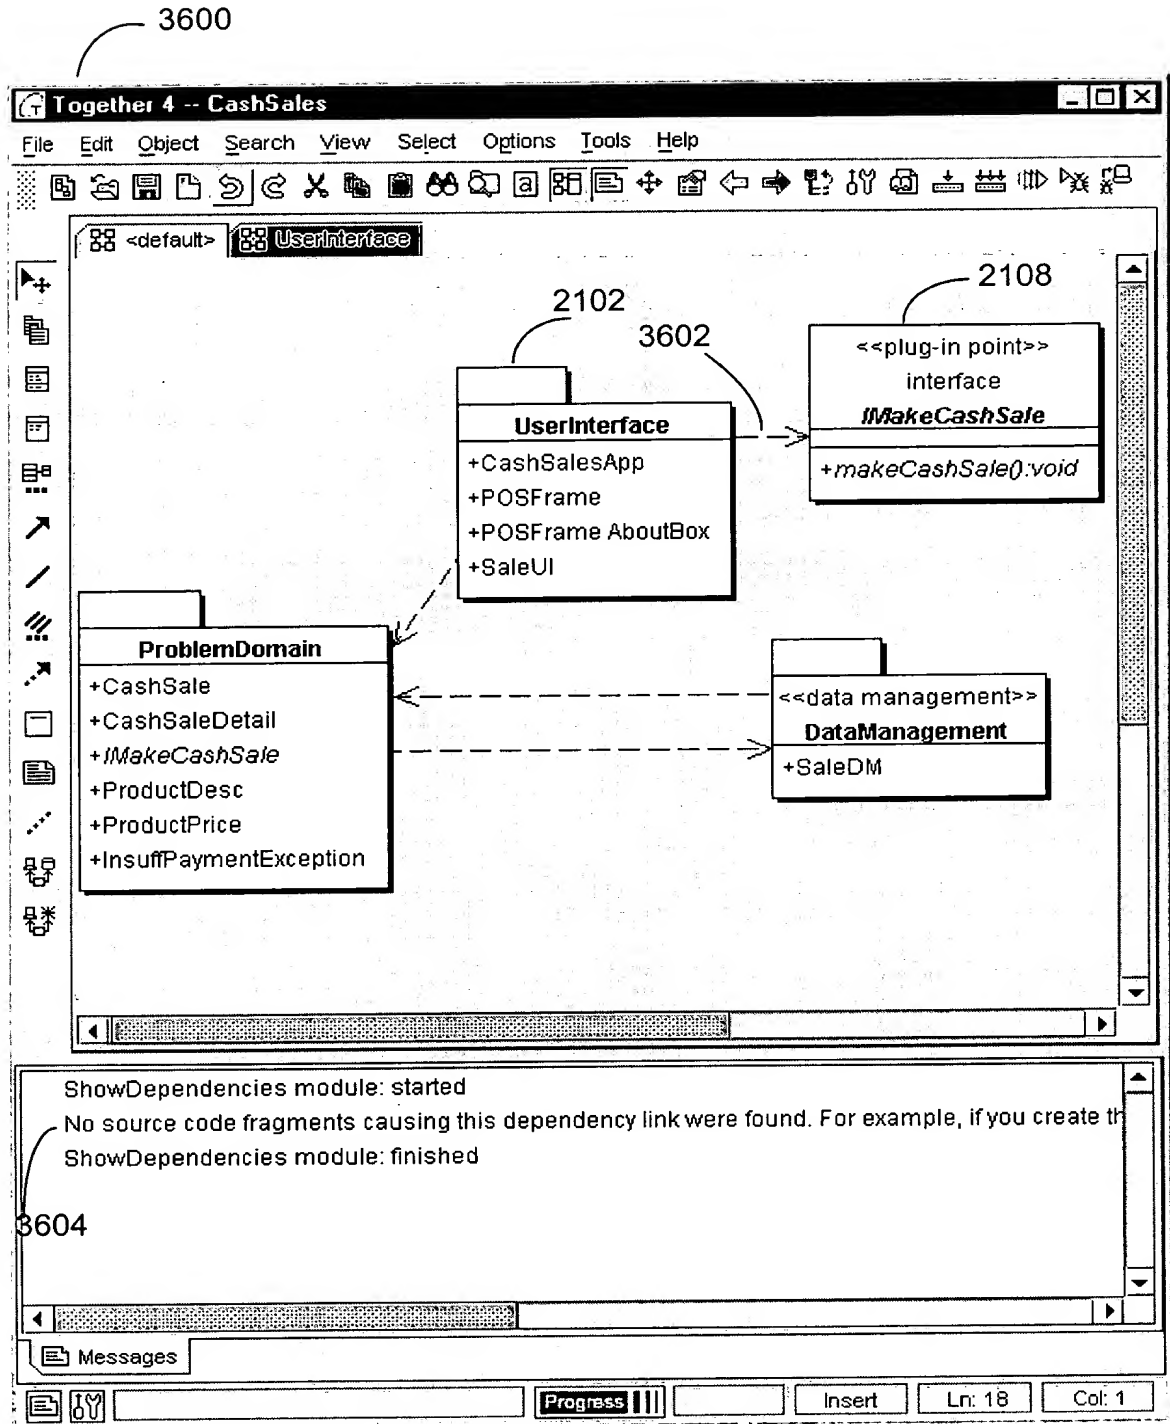 3600
Together 4 -- CashSales
File Edit Object Search View Select Options Tools Help
a
<default> UserInterface
2102
3602
2108
<<plug-in point>>
interface
IMakeCashSale
+makeCashSale():void
UserInterface
+CashSalesApp
+POSFrame
+POSFrame AboutBox
+SaleUI
ProblemDomain
+CashSale
+CashSaleDetail
+IMakeCashSale
+ProductDesc
+ProductPrice
+InsuffPaymentException
<<data management>>
DataManagement
+SaleDM
ShowDependencies module: started
No source code fragments causing this dependency link were found. For example, if you create th
ShowDependencies module: finished
3604
Messages
Progress Insert Ln: 18 Col: 1